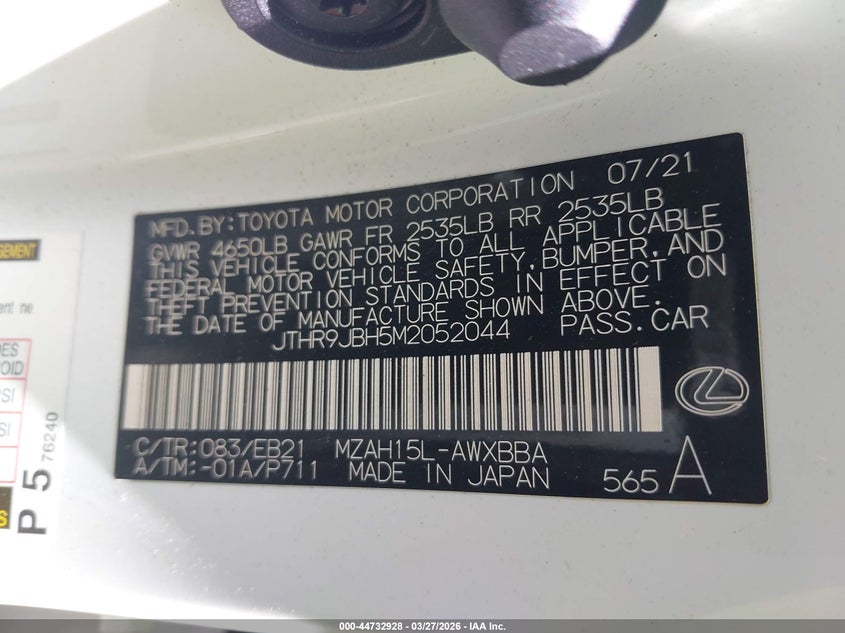 MFD.BY:TOYOTA MOTOR CORPORATION 07/21
GVWR 4650LB GAWR FR 2535LB RR 2535LB
THIS VEHICLE CONFORMS TO ALL APPLICABLE
FEDERAL MOTOR VEHICLE SAFETY,BUMPER,AND
THEFT PREVENTION STANDARDS IN EFFECT ON
THE DATE OF MANUFACTURE SHOWN ABOVE.
JTHR9JBH5M2052044 PASS.CAR
C/TR:083/EB21 MZAH15L-AWXBBA
A/TM:-01A/P711 MADE IN JAPAN 565 A
P 5 76240
000-44732928 - 03/27/2026 - IAA Inc.